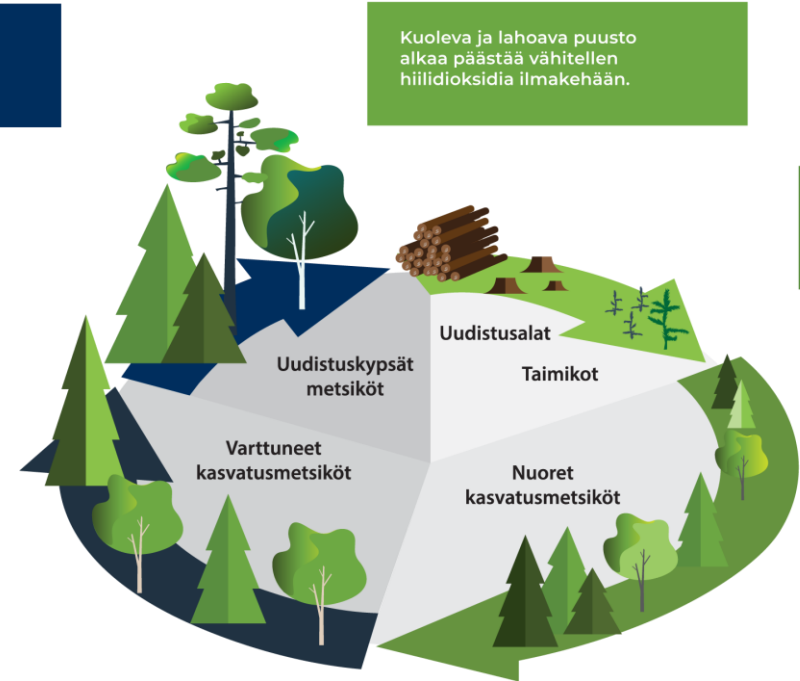 Kuoleva ja lahoava puusto
alkaa päästää vähitellen
hiilidioksidia ilmakehään.
Uudistusalat
Taimikot
Uudistuskypsät
metsiköt
Varttuneet
kasvatusmetsiköt
Nuoret
kasvatusmetsiköt